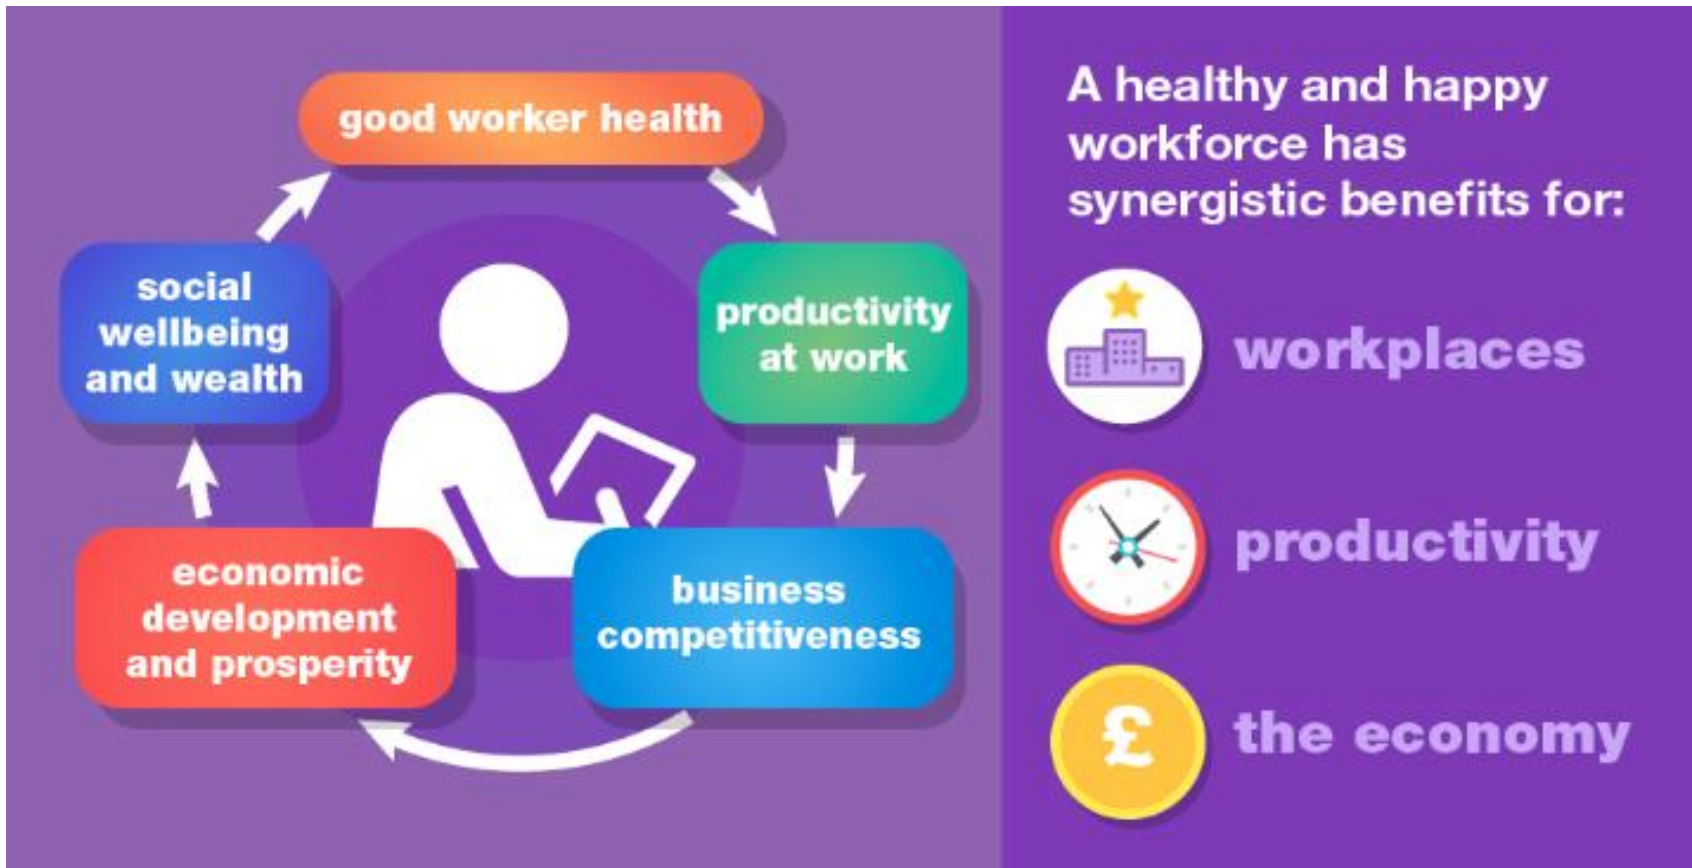 good worker health
social
wellbeing
and wealth
productivity
at work
economic
development
and prosperity
business
competitiveness
A healthy and happy
workforce has
synergistic benefits for:
workplaces
productivity
£
the economy